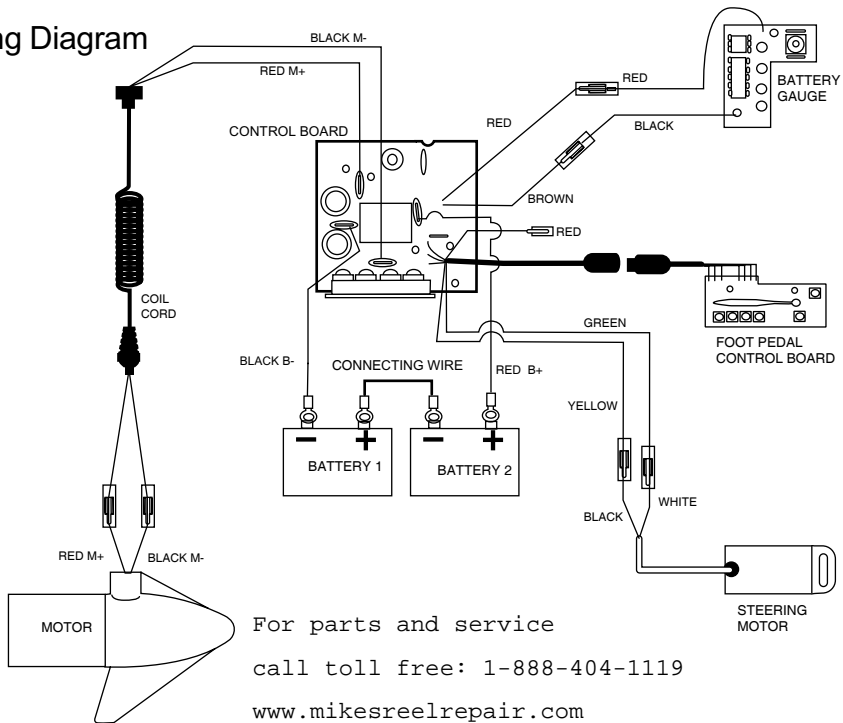 ng Diagram
BLACK M-
RED M+
CONTROL BOARD
RED
RED
BLACK
BROWN
BATTERY
GAUGE
RED
COIL
CORD
GREEN
FOOT PEDAL
CONTROL BOARD
BLACK B-
CONNECTING WIRE
RED B+
YELLOW
BATTERY 1
BATTERY 2
BLACK
WHITE
RED M+
BLACK M-
MOTOR
STEERING
MOTOR
For parts and service
call toll free: 1-888-404-1119
www.mikesreelrepair.com